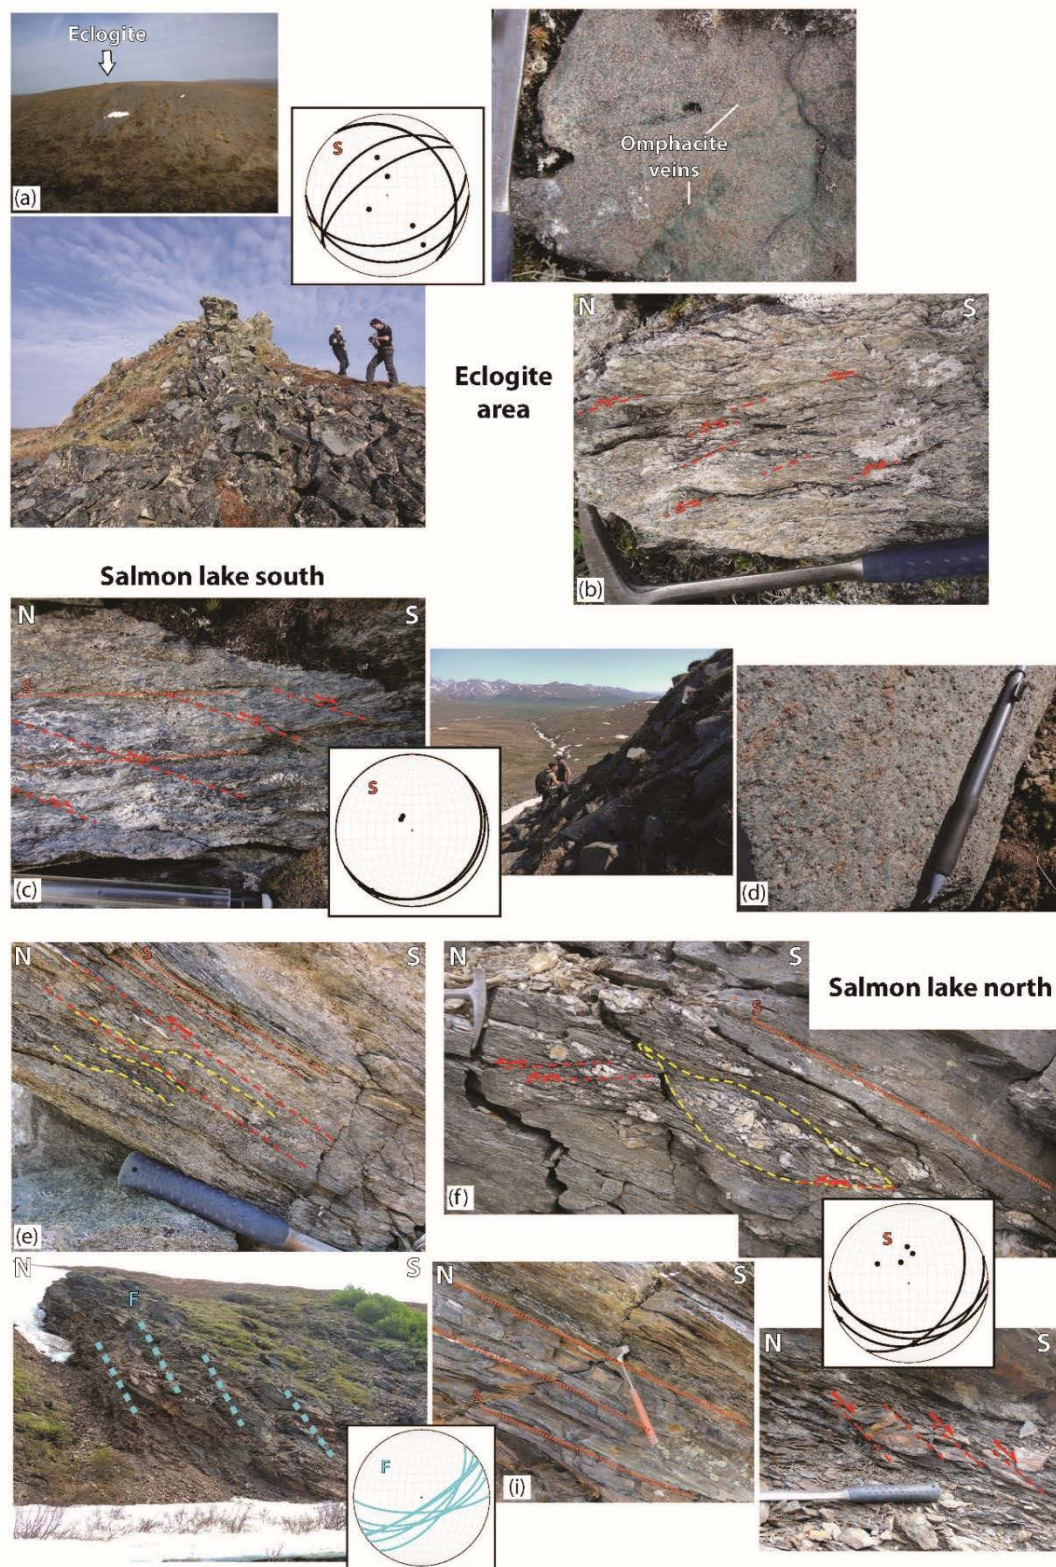 Eclogite
(a)
S
Omphacite
veins
Eclogite
area
N
S
(b)
Salmon lake south
N
S
S
(c)
S
(d)
N
S
S
(e)
N
S
S
(f)
Salmon lake north
S
N
S
F
F
N
S
S
(i)
N
S